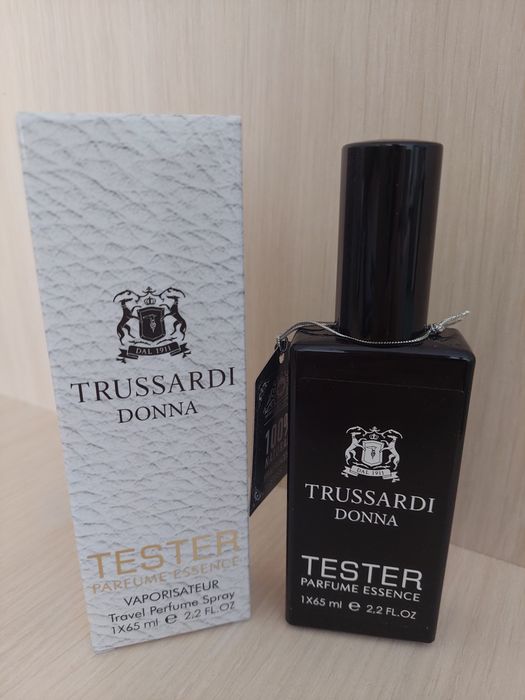 DAL 1911
TRUSSARDI
DONNA
TESTER
PARFUME ESSENCE
VAPORISATEUR
Travel Perfume Spray
1X65 ml e 2,2 FL.OZ
DAL 1911
TRUSSARDI
DONNA
TESTER
PARFUME ESSENCE
1X65 ml e 2,2 FL.OZ